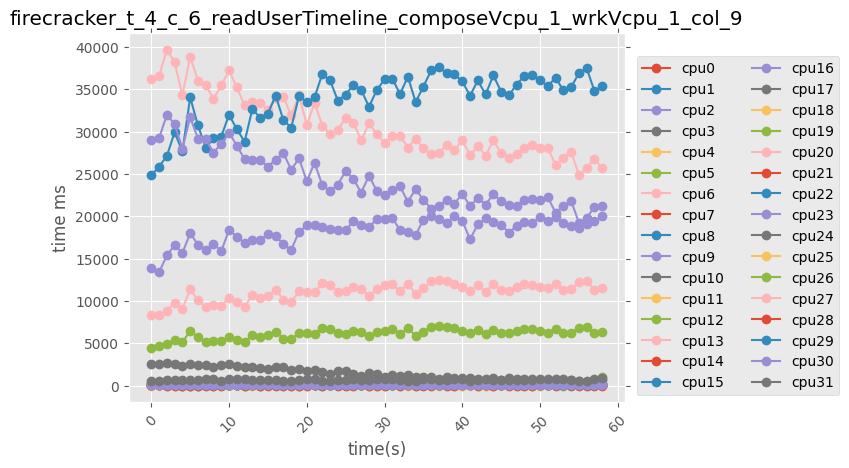 firecracker_t_4_c_6_readUserTimeline_composeVcpu_1_wrkVcpu_1_col_9
40000
35000
30000
25000
20000
15000
10000
5000
0
time ms
0
10
20
30
40
50
60
time(s)
cpu0
cpu1
cpu2
cpu3
cpu4
cpu5
cpu6
cpu7
cpu8
cpu9
cpu10
cpu11
cpu12
cpu13
cpu14
cpu15
cpu16
cpu17
cpu18
cpu19
cpu20
cpu21
cpu22
cpu23
cpu24
cpu25
cpu26
cpu27
cpu28
cpu29
cpu30
cpu31